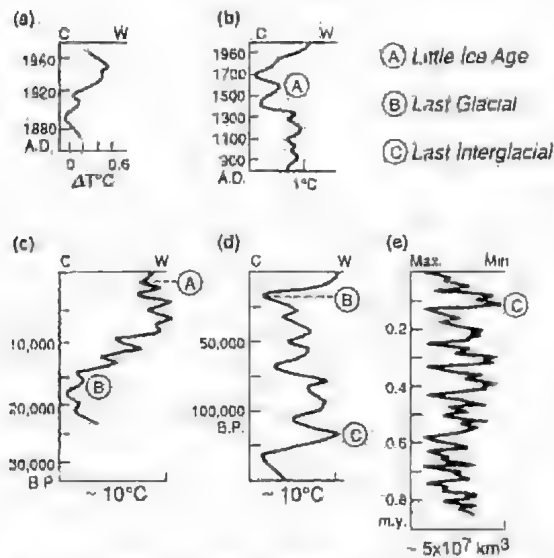 (a)
C W
1960
1920
1880
A.D.
0 0.6
ΔT°C
(b)
C W
1960
1700
1500
1300
1100
900
A.D.
1°C
A
A Little Ice Age
B Last Glacial
C Last Interglacial
(c)
C W
A
10,000
B
20,000
30,000
B.P
~ 10°C
(d)
C W
B
50,000
100,000
B.P.
C
~ 10°C
(e)
Max. Min
C
0.2
0.4
0.6
0.8
m.y.
~ 5x10⁷ km³